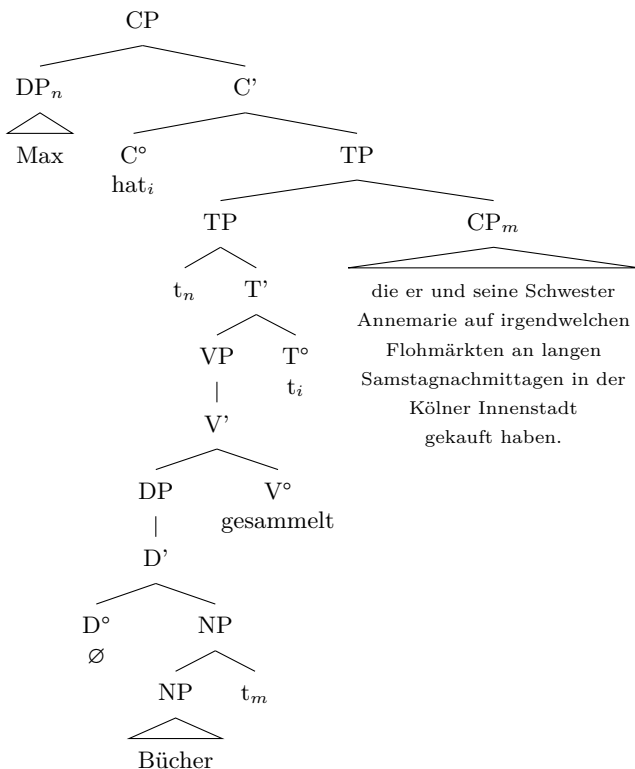 CP
DPₙ C’
Max C° TP
hatᵢ
TP CPₘ
tₙ T’ die er und seine Schwester
Annemarie auf irgendwelchen
VP T° Flohmärkten an langen
tᵢ Samstagnachmittagen in der
V’ Kölner Innenstadt
gekauft haben.
DP V°
gesammelt
D’
D° NP
∅
NP tₘ
Bücher